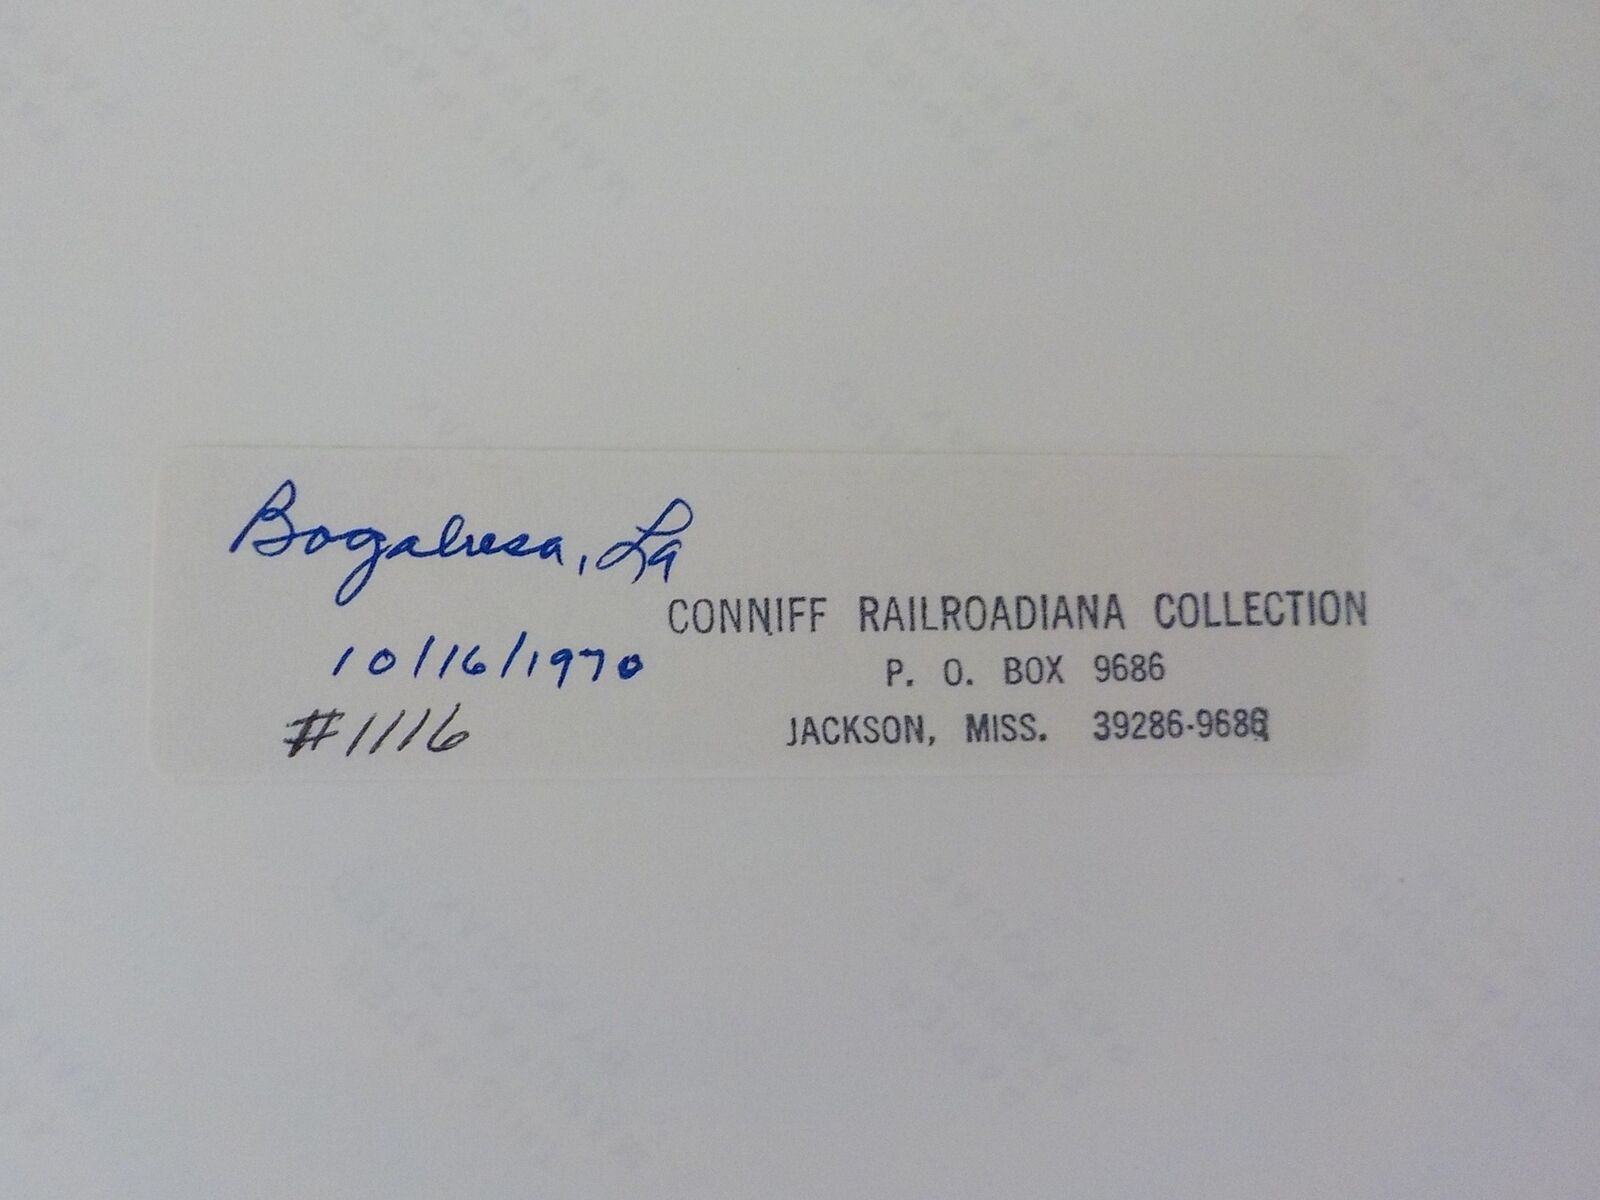 Bogalusa, La
10/16/1970
#1116
CONNIFF RAILROADIANA COLLECTION
P. O. BOX 9686
JACKSON, MISS. 39286-9686